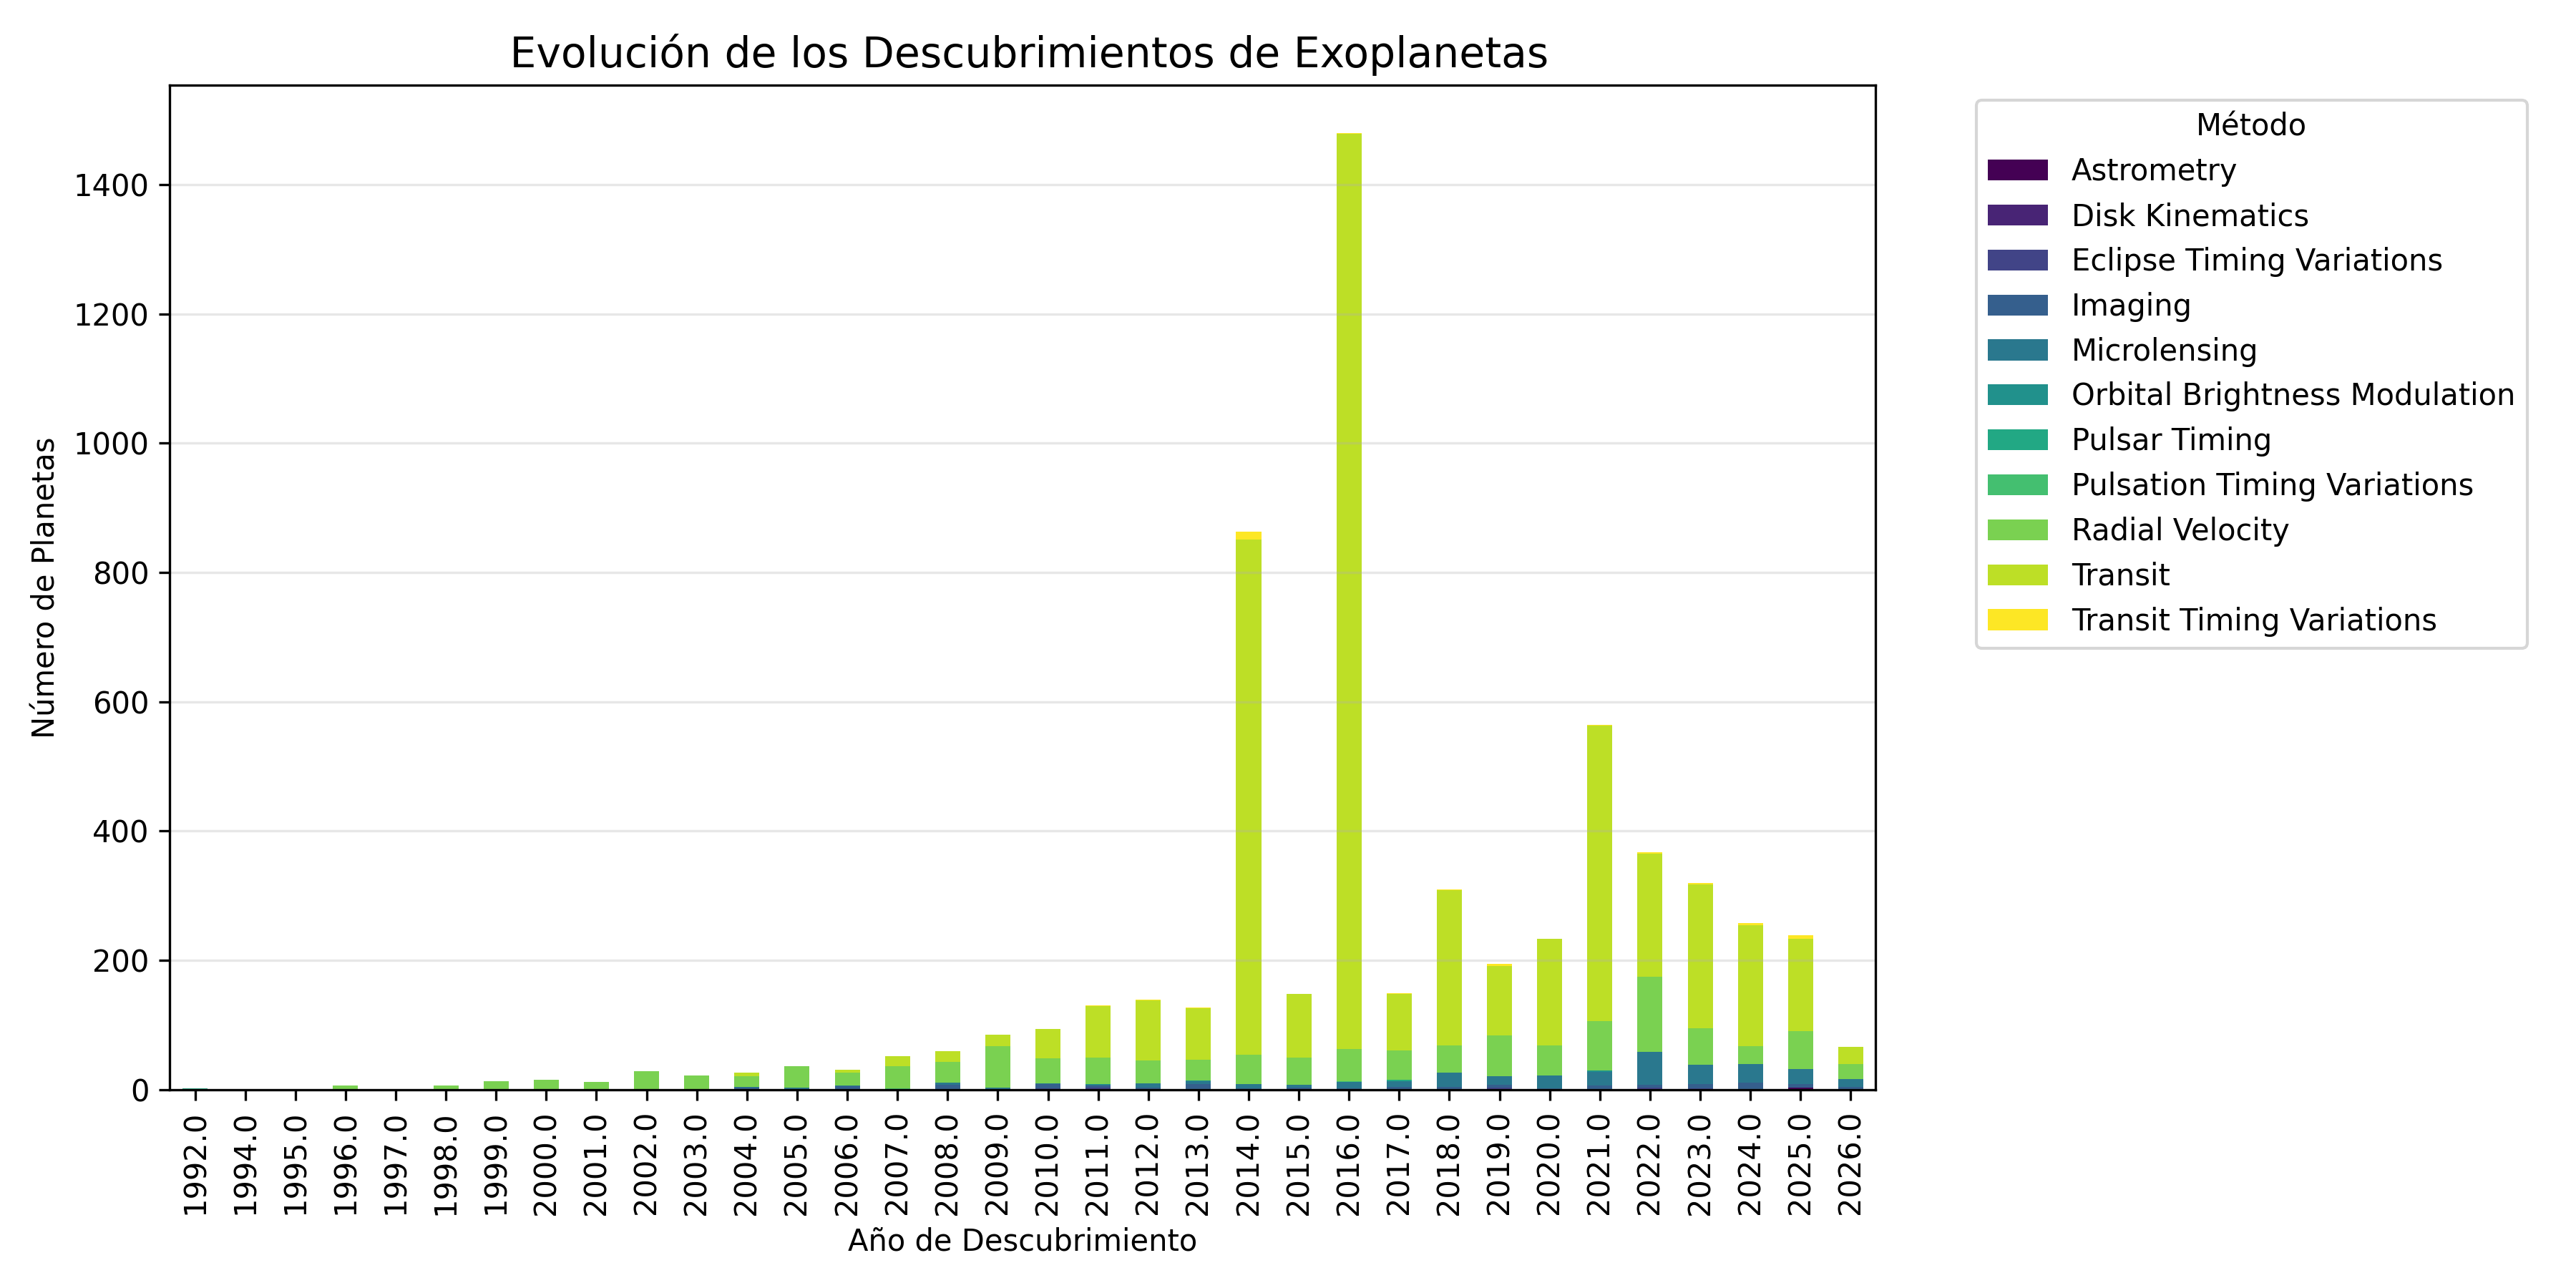 Evolución de los Descubrimientos de Exoplanetas
Número de Planetas
1400
1200
1000
800
600
400
200
0
1992.0
1994.0
1995.0
1996.0
1997.0
1998.0
1999.0
2000.0
2001.0
2002.0
2003.0
2004.0
2005.0
2006.0
2007.0
2008.0
2009.0
2010.0
2011.0
2012.0
2013.0
2014.0
2015.0
2016.0
2017.0
2018.0
2019.0
2020.0
2021.0
2022.0
2023.0
2024.0
2025.0
2026.0
Año de Descubrimiento
Método
Astrometry
Disk Kinematics
Eclipse Timing Variations
Imaging
Microlensing
Orbital Brightness Modulation
Pulsar Timing
Pulsation Timing Variations
Radial Velocity
Transit
Transit Timing Variations